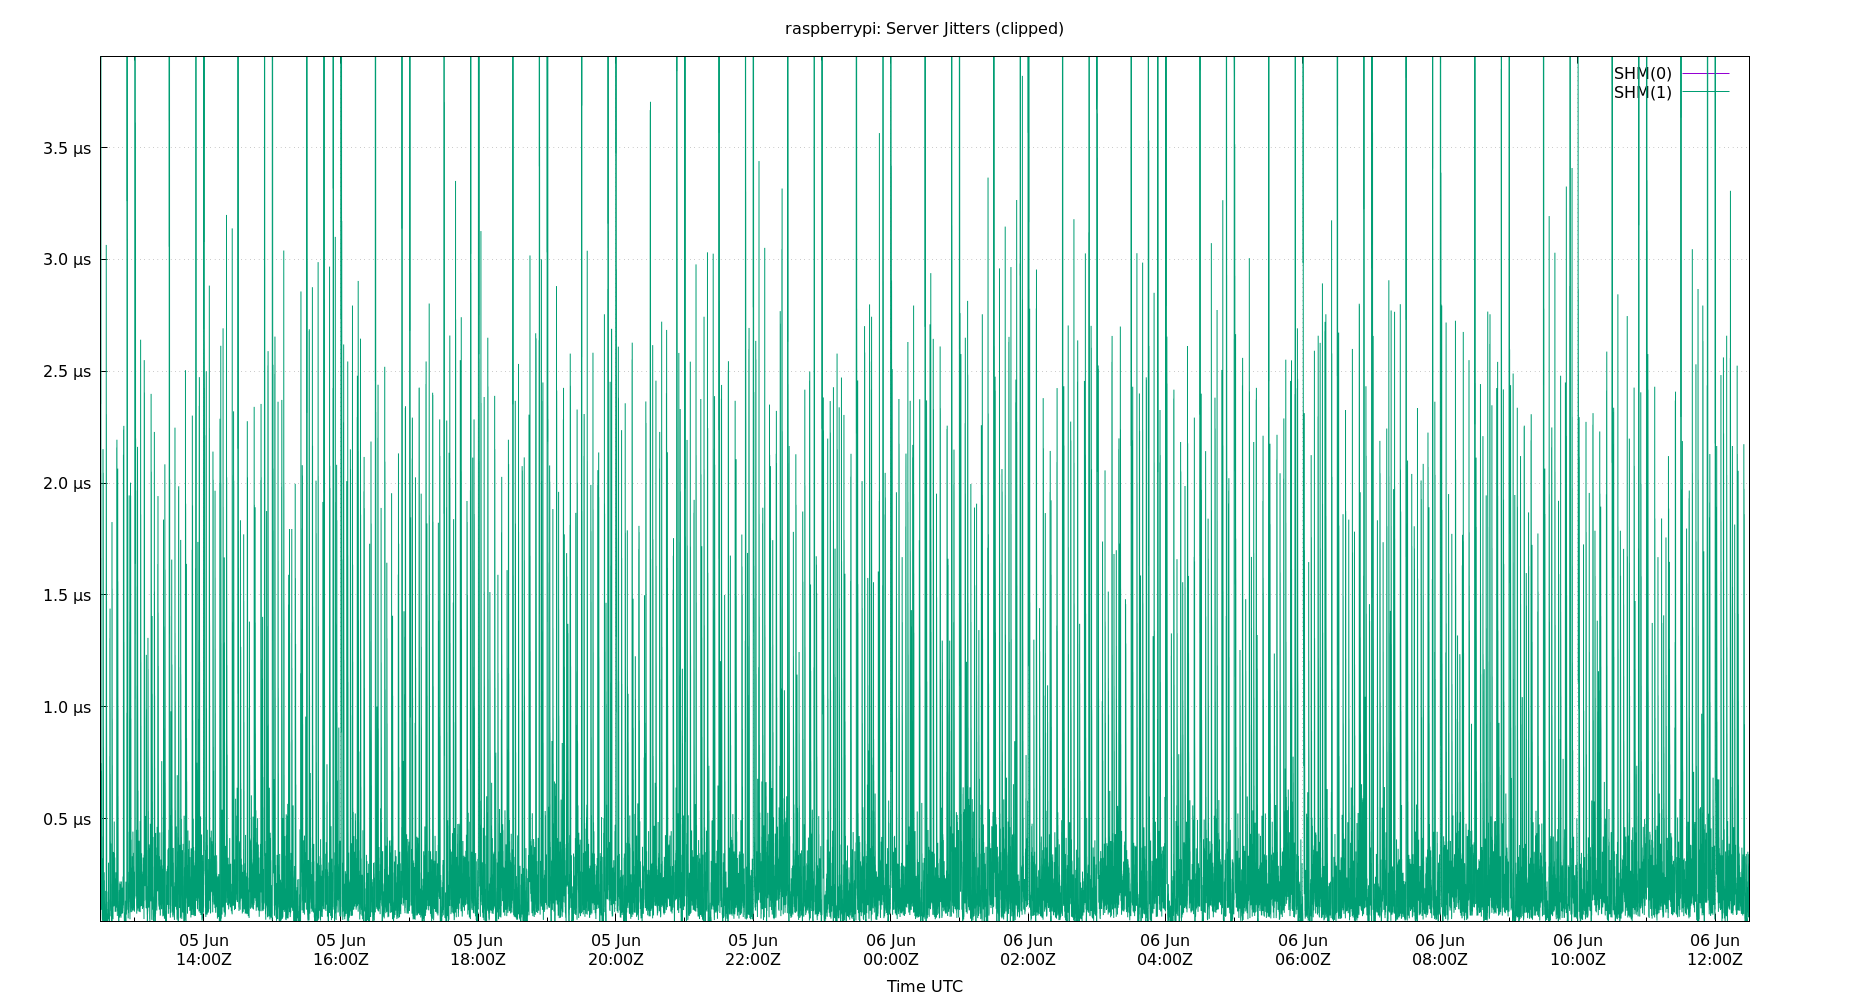 raspberrypi: Server Jitters (clipped)
SHM(0)
SHM(1)
3.5 µs
3.0 µs
2.5 µs
2.0 µs
1.5 µs
1.0 µs
0.5 µs
05 Jun 05 Jun 05 Jun 05 Jun 05 Jun 06 Jun 06 Jun 06 Jun 06 Jun 06 Jun 06 Jun 06 Jun
14:00Z 16:00Z 18:00Z 20:00Z 22:00Z 00:00Z 02:00Z 04:00Z 06:00Z 08:00Z 10:00Z 12:00Z
Time UTC